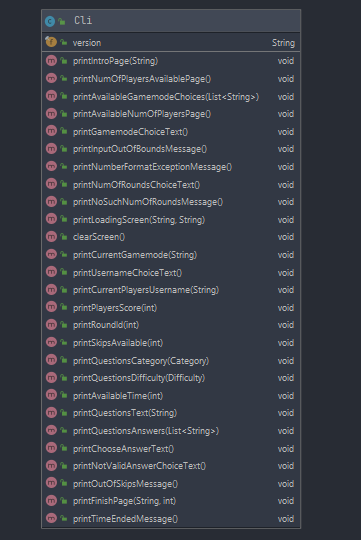 Cli
version String
printIntroPage(String) void
printNumOfPlayersAvailablePage() void
printAvailableGamemodeChoices(List<String>) void
printAvailableNumOfPlayersPage() void
printGamemodeChoiceText() void
printInputOutOfBoundsMessage() void
printNumberFormatExceptionMessage() void
printNumOfRoundsChoiceText() void
printNoSuchNumOfRoundsMessage() void
printLoadingScreen(String, String) void
clearScreen() void
printCurrentGamemode(String) void
printUsernameChoiceText() void
printCurrentPlayersUsername(String) void
printPlayersScore(int) void
printRoundId(int) void
printSkipsAvailable(int) void
printQuestionsCategory(Category) void
printQuestionsDifficulty(Difficulty) void
printAvailableTime(int) void
printQuestionsText(String) void
printQuestionsAnswers(List<String>) void
printChooseAnswerText() void
printNotValidAnswerChoiceText() void
printOutOfSkipsMessage() void
printFinishPage(String, int) void
printTimeEndedMessage() void